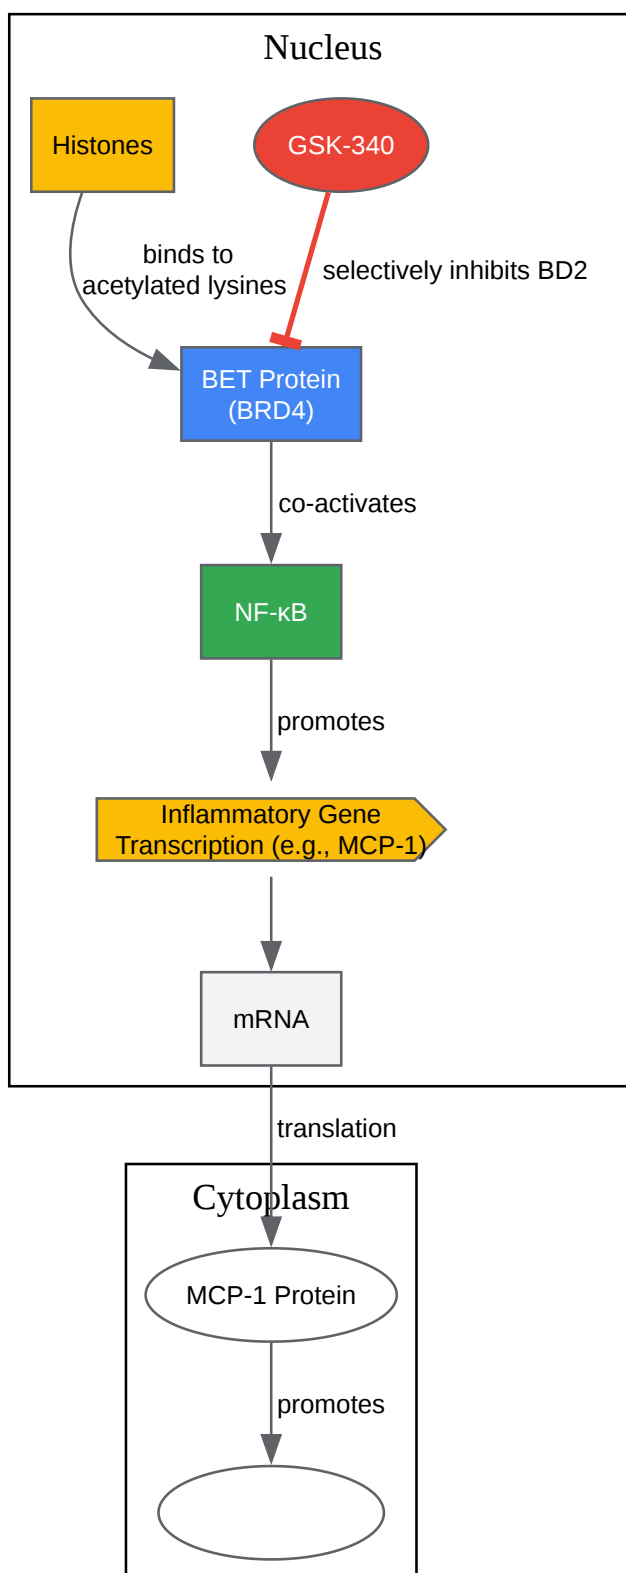 Nucleus
Histones
GSK-340
binds to
acetylated lysines
selectively inhibits BD2
BET Protein
(BRD4)
co-activates
NF-κB
promotes
Inflammatory Gene
Transcription (e.g., MCP-1)
mRNA
translation
Cytoplasm
MCP-1 Protein
promotes